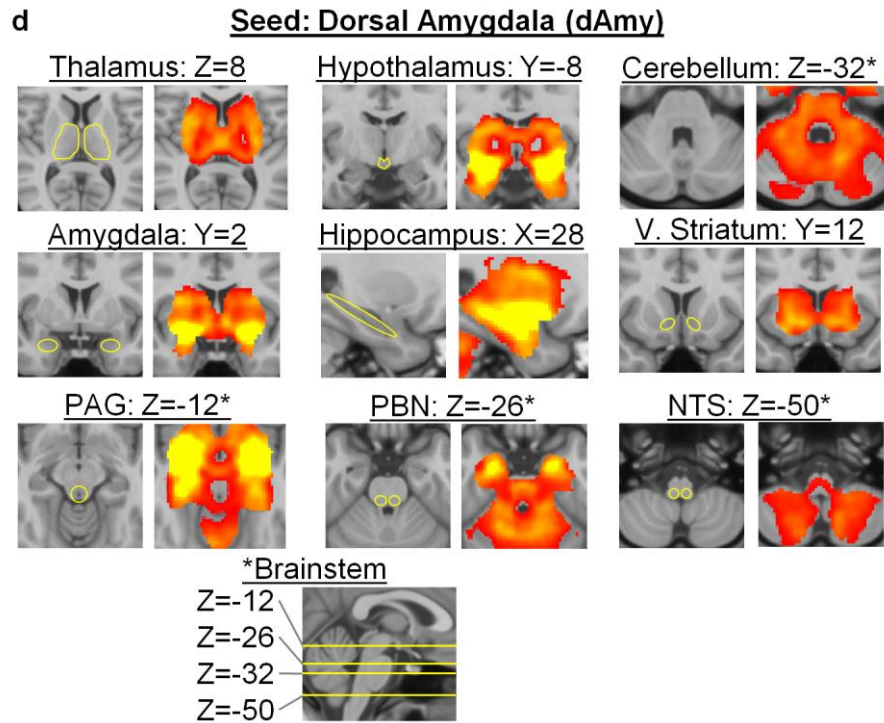 d
Seed: Dorsal Amygdala (dAmy)
Thalamus: Z=8
Hypothalamus: Y=-8
Cerebellum: Z=-32*
Amygdala: Y=2
Hippocampus: X=28
V. Striatum: Y=12
PAG: Z=-12*
PBN: Z=-26*
NTS: Z=-50*
*Brainstem
Z=-12
Z=-26
Z=-32
Z=-50